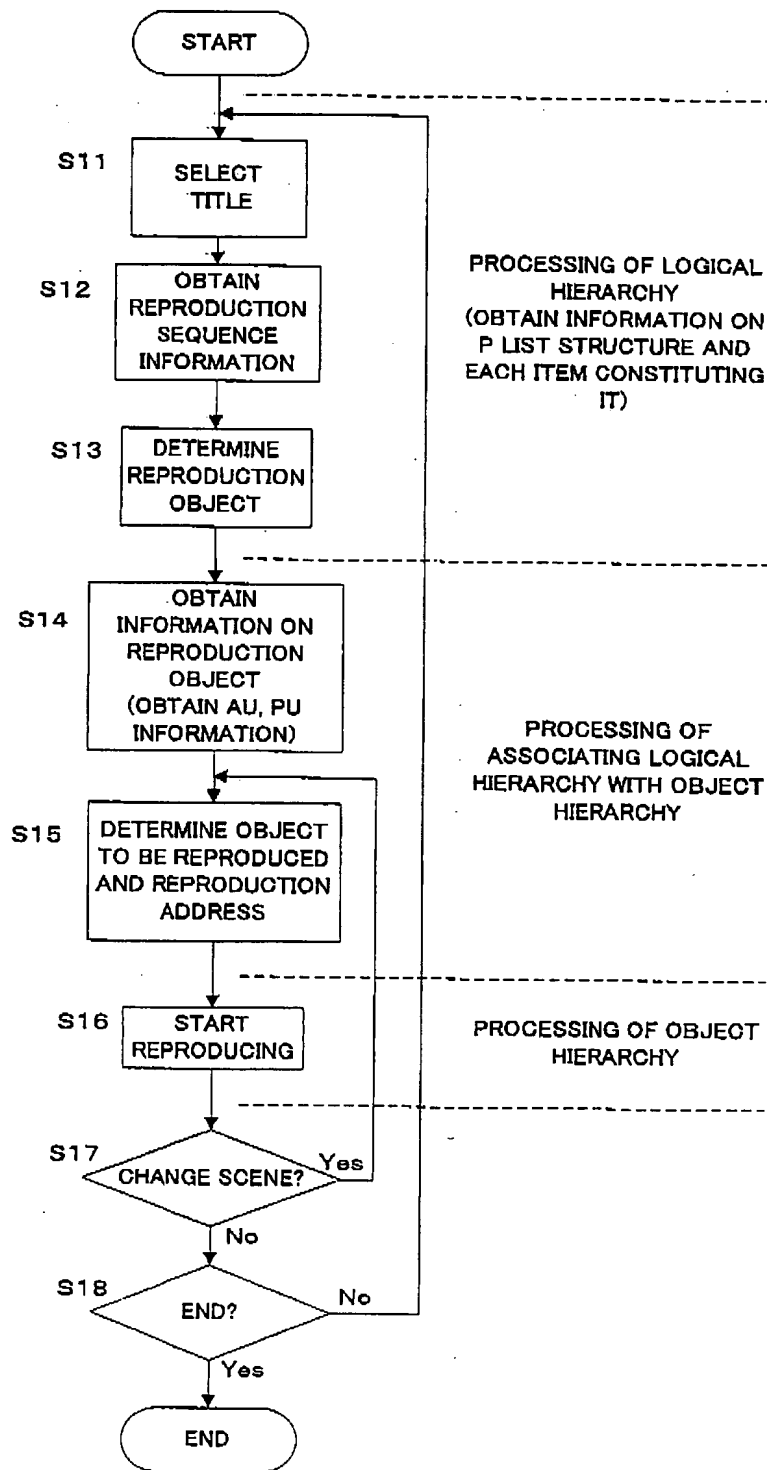 START
S11
SELECT
TITLE
S12
OBTAIN
REPRODUCTION
SEQUENCE
INFORMATION
PROCESSING OF LOGICAL
HIERARCHY
(OBTAIN INFORMATION ON
P LIST STRUCTURE AND
EACH ITEM CONSTITUTING
IT)
S13
DETERMINE
REPRODUCTION
OBJECT
S14
OBTAIN
INFORMATION ON
REPRODUCTION
OBJECT
(OBTAIN AU, PU
INFORMATION)
PROCESSING OF
ASSOCIATING LOGICAL
HIERARCHY WITH OBJECT
HIERARCHY
S15
DETERMINE OBJECT
TO BE REPRODUCED
AND REPRODUCTION
ADDRESS
S16
START
REPRODUCING
PROCESSING OF OBJECT
HIERARCHY
S17
CHANGE SCENE?
Yes
No
S18
END?
No
Yes
END